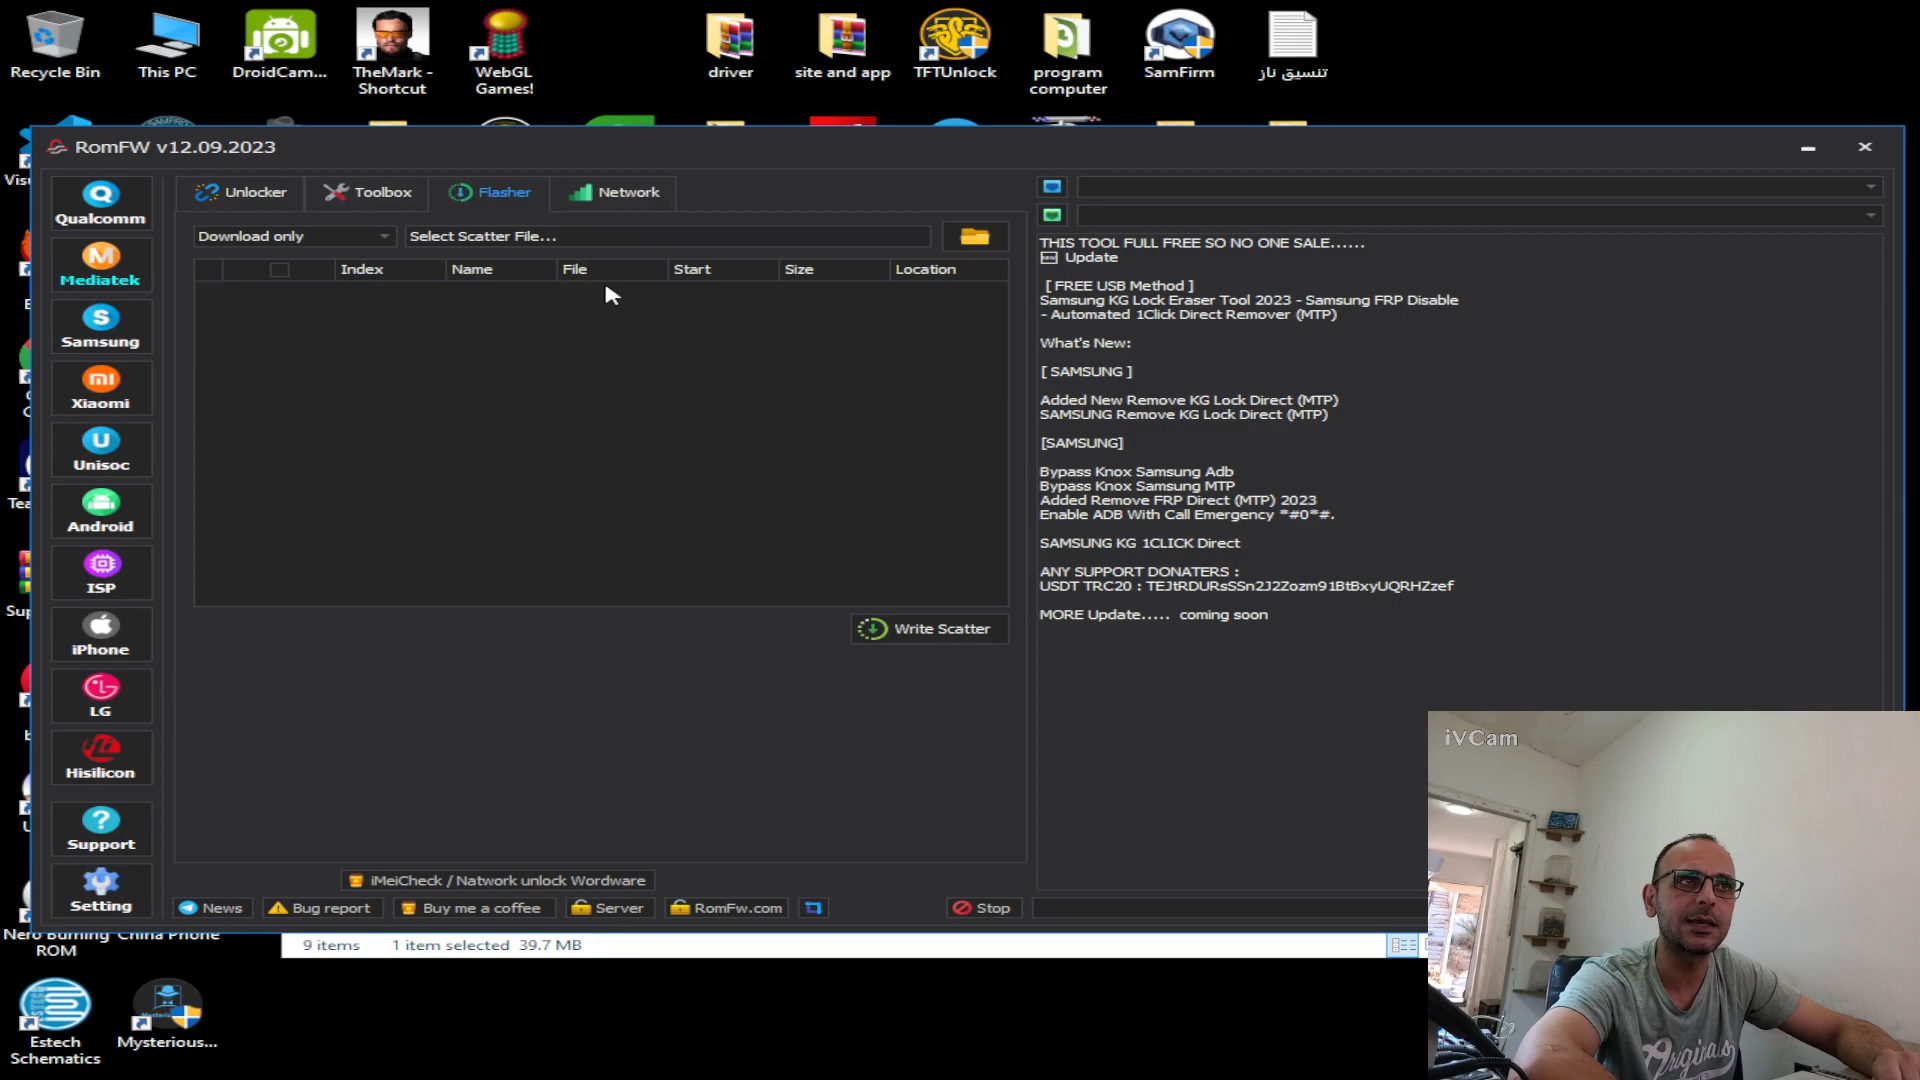 Recycle Bin
This PC
DroidCam...
TheMark -
Shortcut
WebGL
Games!
driver
site and app
TFTUnlock
program
computer
SamFirm
تنسيق ناز
RomFW v12.09.2023
Qualcomm
Mediatek
Samsung
Xiaomi
Unisoc
Android
ISP
iPhone
LG
Hisilicon
Support
Setting
Unlocker
Toolbox
Flasher
Network
Download only
Select Scatter File...
Index
Name
File
Start
Size
Location
Write Scatter
THIS TOOL FULL FREE SO NO ONE SALE......
Update
[ FREE USB Method ]
Samsung KG Lock Eraser Tool 2023 - Samsung FRP Disable
- Automated 1Click Direct Remover (MTP)
What's New:
[ SAMSUNG ]
Added New Remove KG Lock Direct (MTP)
SAMSUNG Remove KG Lock Direct (MTP)
[SAMSUNG]
Bypass Knox Samsung Adb
Bypass Knox Samsung MTP
Added Remove FRP Direct (MTP) 2023
Enable ADB With Call Emergency *#0*#.
SAMSUNG KG 1CLICK Direct
ANY SUPPORT DONATERS :
USDT TRC20 : TEJtRDURsSSn2J2Zozm91BtBxyUQRHZzef
MORE Update..... coming soon
iMeiCheck / Natwork unlock Wordware
News
Bug report
Buy me a coffee
Server
RomFw.com
Stop
Nero Burning
ROM
China Phone
9 items
1 item selected 39.7 MB
Estech
Schematics
Mysterious...
iVCam
Originals